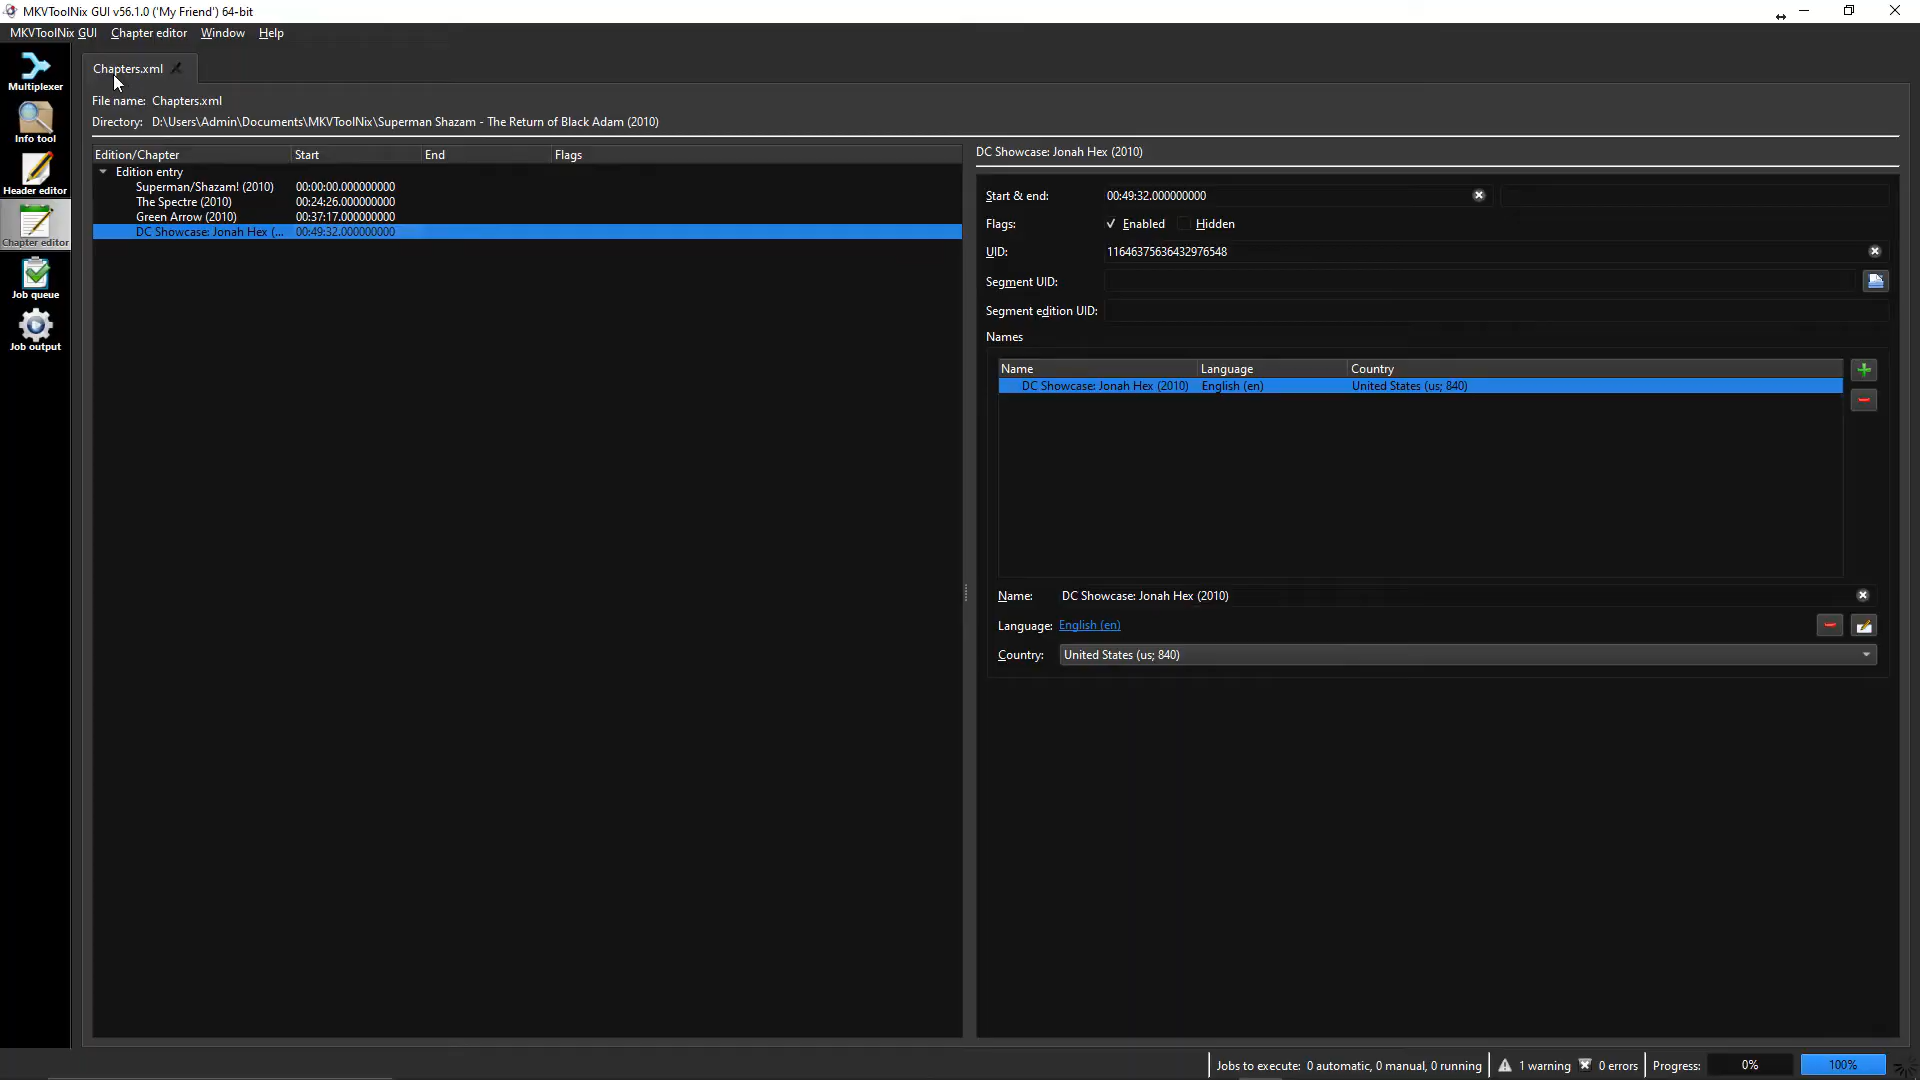 MKVToolNix GUI v56.1.0 ('My Friend') 64-bit
MKVToolNix GUI Chapter editor Window Help
Multiplexer
Info tool
Header editor
Chapter editor
Job queue
Job output
Chapters.xml
File name: Chapters.xml
Directory: D:\Users\Admin\Documents\MKVToolNix\Superman Shazam - The Return of Black Adam (2010)
Edition/Chapter Start End Flags
Edition entry
Superman/Shazam! (2010) 00:00:00.000000000
The Spectre (2010) 00:24:26.000000000
Green Arrow (2010) 00:37:17.000000000
DC Showcase: Jonah Hex (... 00:49:32.000000000
DC Showcase: Jonah Hex (2010)
Start & end: 00:49:32.000000000
Flags: Enabled Hidden
UID: 11646375636432976548
Segment UID:
Segment edition UID:
Names
Name Language Country
DC Showcase: Jonah Hex (2010) English (en) United States (us; 840)
Name: DC Showcase: Jonah Hex (2010)
Language: English (en)
Country: United States (us; 840)
Jobs to execute: 0 automatic, 0 manual, 0 running 1 warning 0 errors Progress: 0% 100%